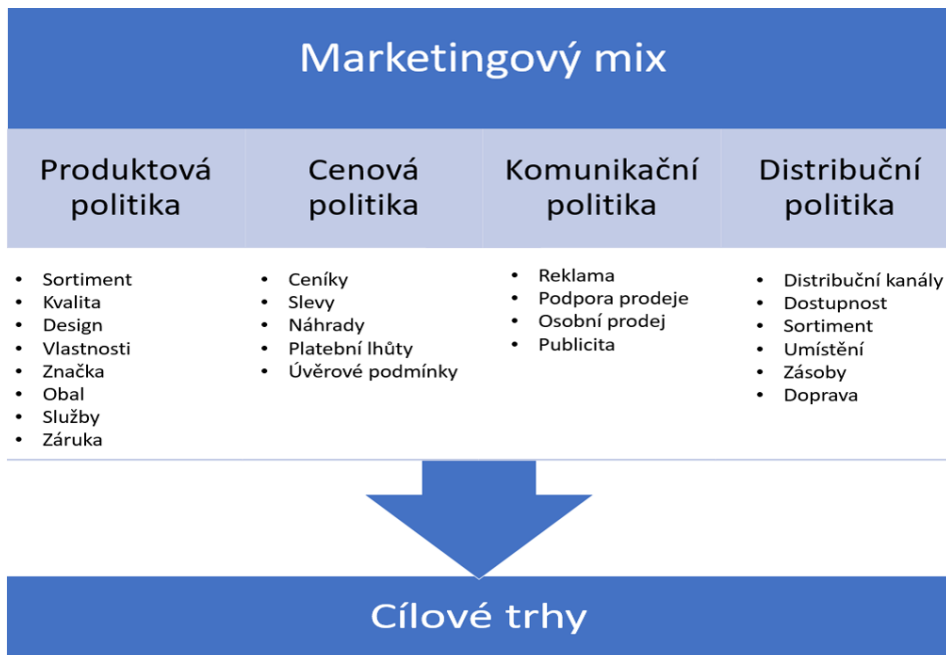 Marketingový mix
Produktová
politika
Cenová
politika
Komunikační
politika
Distribuční
politika
• Sortiment
• Kvalita
• Design
• Vlastnosti
• Značka
• Obal
• Služby
• Záruka
• Ceníky
• Slevy
• Náhrady
• Platební lhůty
• Úvěrové podmínky
• Reklama
• Podpora prodeje
• Osobní prodej
• Publicita
• Distribuční kanály
• Dostupnost
• Sortiment
• Umístění
• Zásoby
• Doprava
Cílové trhy